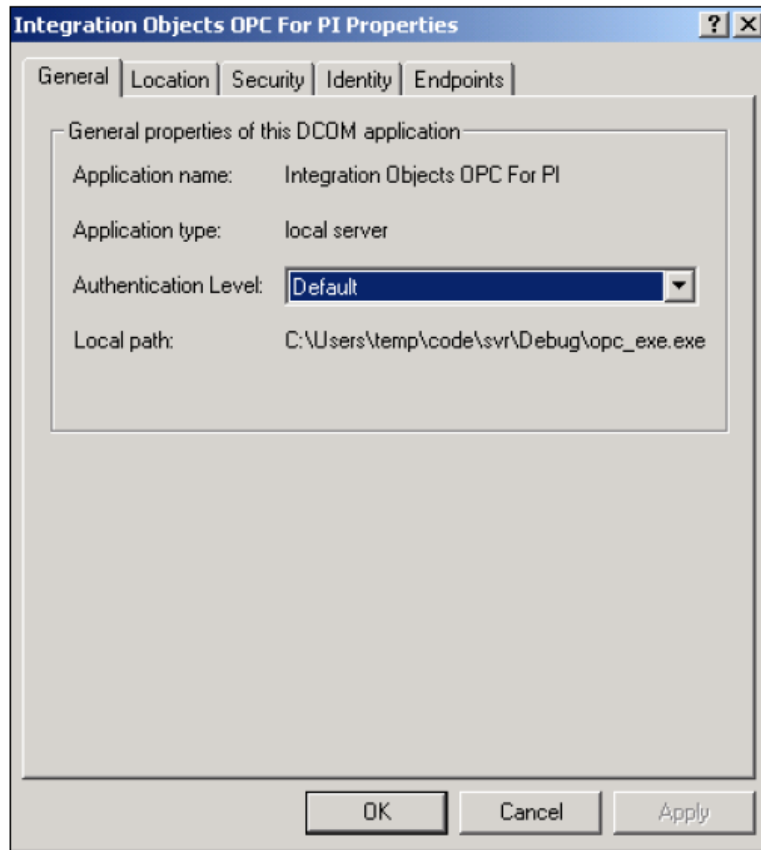 Integration Objects OPC For PI Properties
? X
General Location Security Identity Endpoints
General properties of this DCOM application
Application name: Integration Objects OPC For PI
Application type: local server
Authentication Level: Default
Local path: C:\Users\temp\code\svr\Debug\opc_exe.exe
OK Cancel Apply